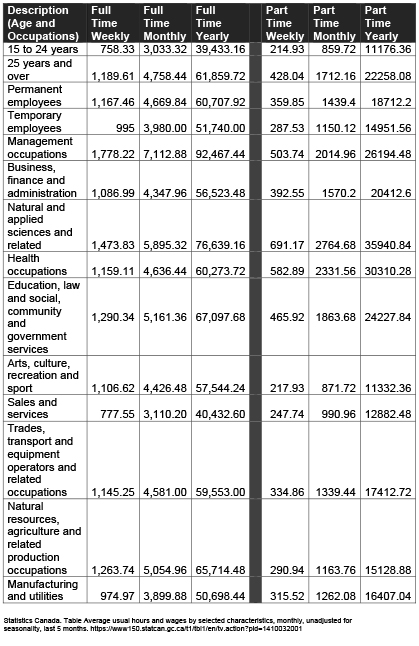 Description Full Full Full Part Part Part
(Age and Time Time Time Time Time Time
Occupations) Weekly Monthly Yearly Weekly Monthly Yearly
15 to 24 years 758.33 3,033.32 39,433.16 214.93 859.72 11176.36
25 years and
over 1,189.61 4,758.44 61,859.72 428.04 1712.16 22258.08
Permanent
employees 1,167.46 4,669.84 60,707.92 359.85 1439.4 18712.2
Temporary
employees 995 3,980.00 51,740.00 287.53 1150.12 14951.56
Management
occupations 1,778.22 7,112.88 92,467.44 503.74 2014.96 26194.48
Business,
finance and
administration 1,086.99 4,347.96 56,523.48 392.55 1570.2 20412.6
Natural and
applied
sciences and
related 1,473.83 5,895.32 76,639.16 691.17 2764.68 35940.84
Health
occupations 1,159.11 4,636.44 60,273.72 582.89 2331.56 30310.28
Education, law
and social,
community
and
government
services
1,290.34 5,161.36 67,097.68 465.92 1863.68 24227.84
Arts, culture,
recreation and
sport 1,106.62 4,426.48 57,544.24 217.93 871.72 11332.36
Sales and
services 777.55 3,110.20 40,432.60 247.74 990.96 12882.48
Trades,
transport and
equipment
operators and
related
occupations 1,145.25 4,581.00 59,553.00 334.86 1339.44 17412.72
Natural
resources,
agriculture and
related
production
occupations 1,263.74 5,054.96 65,714.48 290.94 1163.76 15128.88
Manufacturing
and utilities 974.97 3,899.88 50,698.44 315.52 1262.08 16407.04
Statistics Canada. Table Average usual hours and wages by selected characteristics, monthly, unadjusted for
seasonality, last 5 months. https://www150.statcan.gc.ca/t1/tbl1/en/tv.action?pid=1410032001